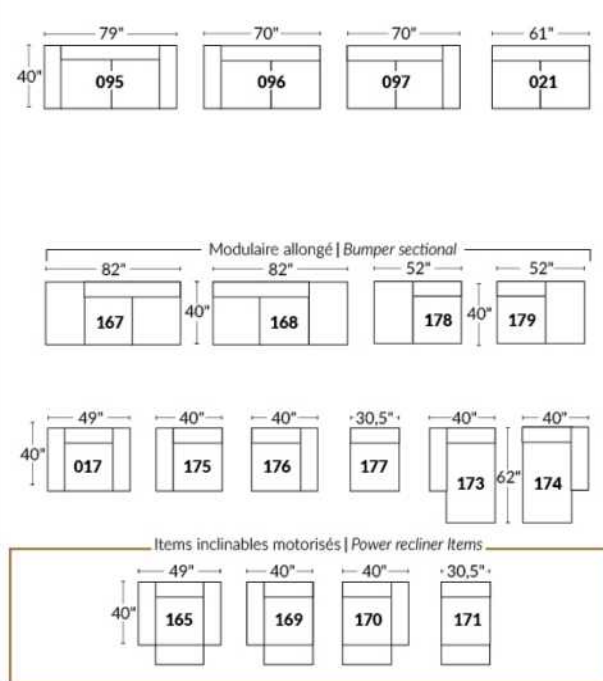 79" 70" 70" 61"
40" 095 096 097 021
Modulaire allongé | Bumper sectional
82" 82" 52" 52"
167 40" 168 178 40" 179
49" 40" 40" 30,5" 40" 40"
40" 017 175 176 177 173 62" 174
Items inclinables motorisés | Power recliner Items
49" 40" 40" 30,5"
40" 165 169 170 171